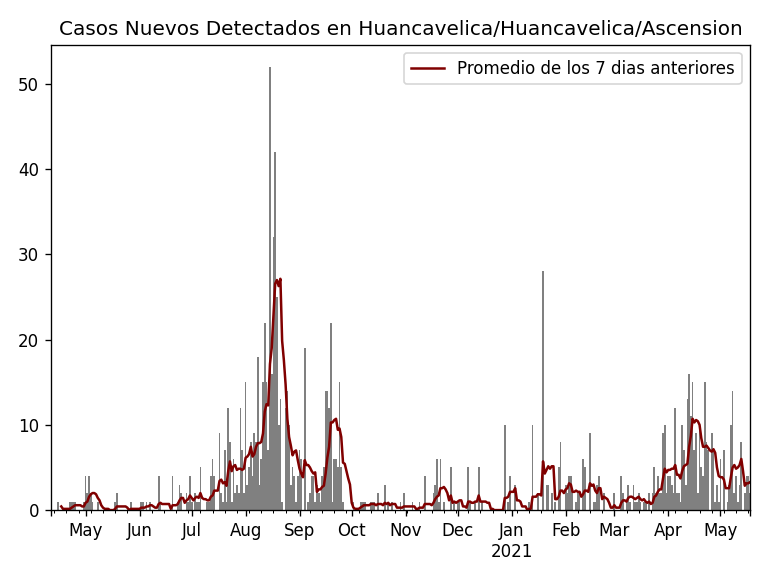 Casos Nuevos Detectados en Huancavelica/Huancavelica/Ascension
Promedio de los 7 dias anteriores
50
40
30
20
10
0
May Jun Jul Aug Sep Oct Nov Dec Jan Feb Mar Apr May
2021